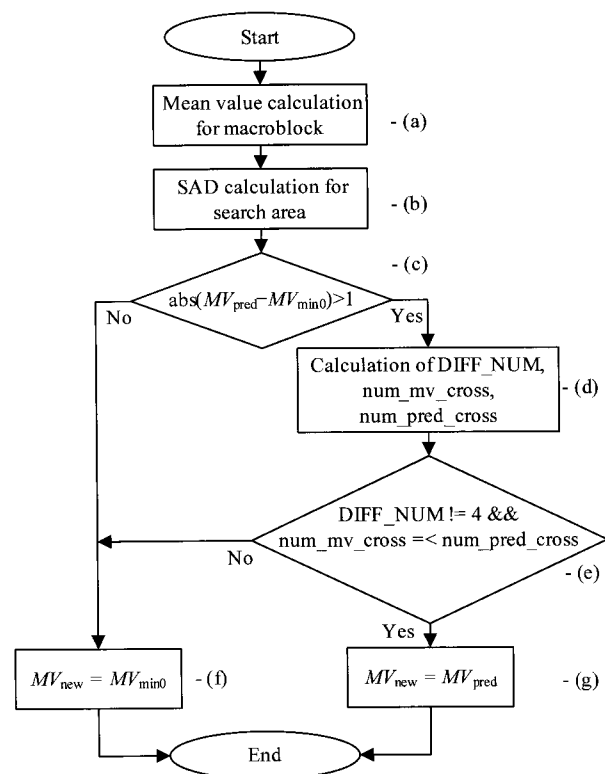 Start
Mean value calculation
for macroblock
- (a)
SAD calculation for
search area
- (b)
- (c)
abs(MVpred−MVmin0)>1
No
Yes
Calculation of DIFF_NUM,
num_mv_cross,
num_pred_cross
- (d)
DIFF_NUM != 4 &&
num_mv_cross =< num_pred_cross
No
- (e)
Yes
MVnew = MVmin0
- (f)
MVnew = MVpred
- (g)
End